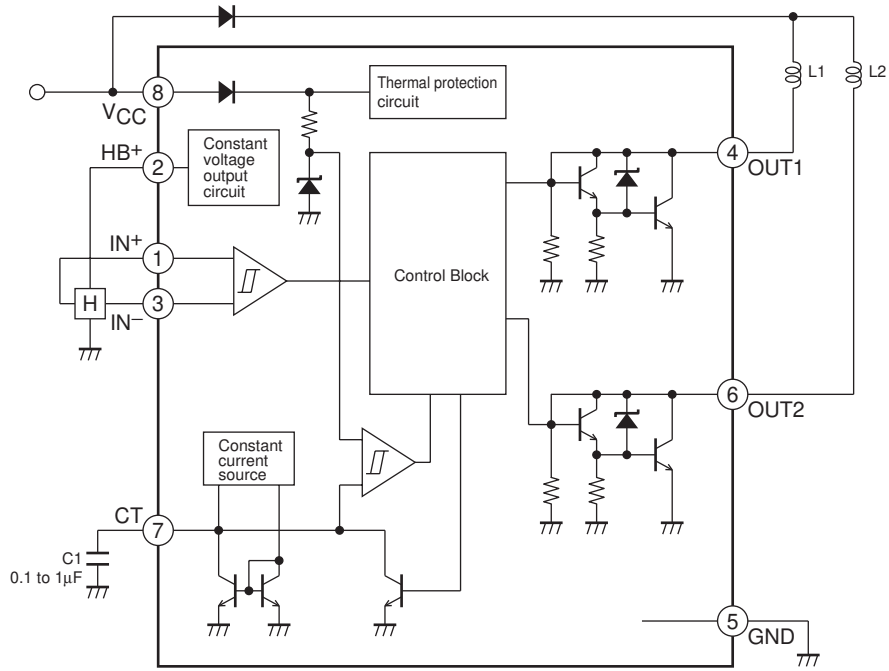 L1
L2
8
VCC
Thermal protection
circuit
HB+
2
Constant
voltage
output
circuit
4
OUT1
IN+
1
H
3
IN−
Control Block
6
OUT2
Constant
current
source
CT
7
C1
0.1 to 1μF
5
GND